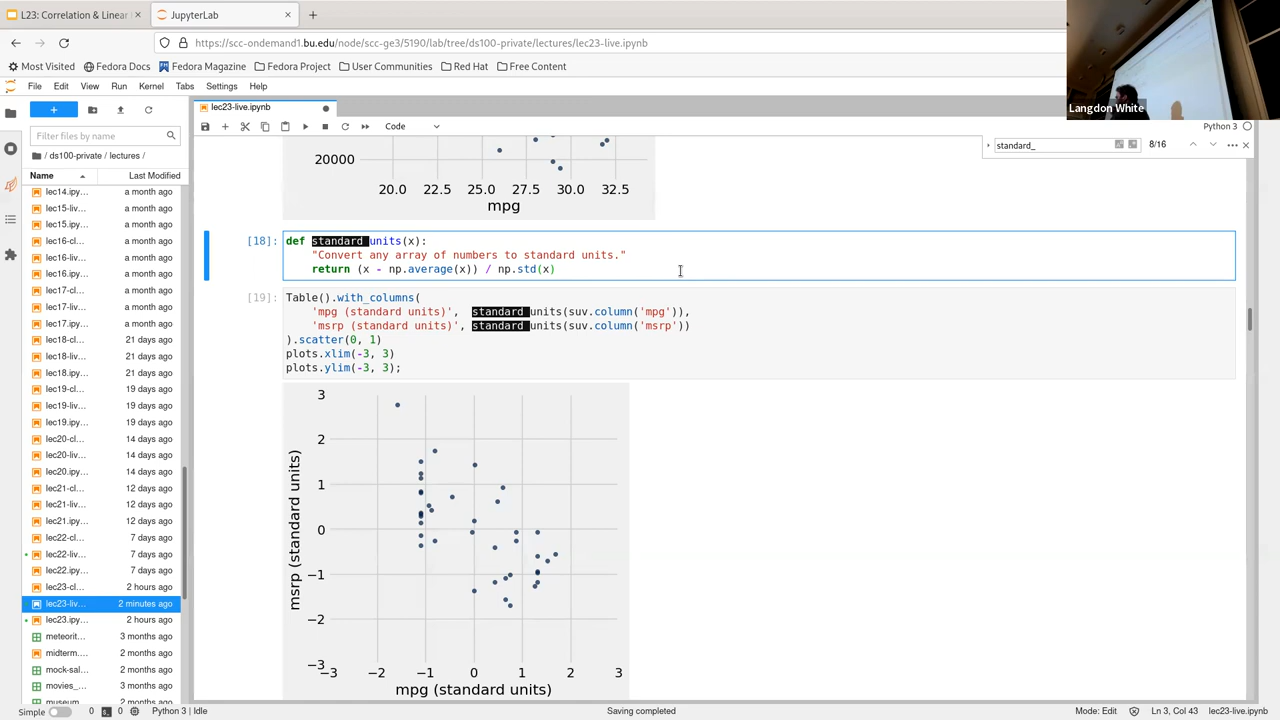 L23: Correlation & Linear
JupyterLab
https://scc-ondemand1.bu.edu/node/scc-ge3/5190/lab/tree/ds100-private/lectures/lec23-live.ipynb
Most Visited
Fedora Docs
Fedora Magazine
Fedora Project
User Communities
Red Hat
Free Content
Langdon White
File Edit View Run Kernel Tabs Settings Help
lec23-live.ipynb
Code
Python 3
Filter files by name
standard_
8/16
/ ds100-private / lectures /
Name Last Modified
lec14.ipy... a month ago
lec15-liv... a month ago
lec15.ipy... a month ago
lec16-cl... a month ago
lec16-liv... a month ago
lec16.ipy... a month ago
lec17-cl... a month ago
lec17-liv... a month ago
lec17.ipy... a month ago
lec18-cl... 21 days ago
lec18-liv... 21 days ago
lec18.ipy... 21 days ago
lec19-cl... 19 days ago
lec19-liv... 19 days ago
lec19.ipy... 19 days ago
lec20-cl... 14 days ago
lec20-liv... 14 days ago
lec20.ipy... 14 days ago
lec21-cl... 12 days ago
lec21-liv... 12 days ago
lec21.ipy... 12 days ago
lec22-cl... 7 days ago
lec22-liv... 7 days ago
lec22.ipy... 7 days ago
lec23-cl... 2 hours ago
lec23-liv... 2 minutes ago
lec23.ipy... 2 hours ago
meteorit... 3 months ago
midterm.... 2 months ago
mock-sal... 2 months ago
movies_... 3 months ago
museum 2 months ago
20000
20.0 22.5 25.0 27.5 30.0 32.5
mpg
[18]:
def standard_units(x):
"Convert any array of numbers to standard units."
return (x - np.average(x)) / np.std(x)
[19]:
Table().with_columns(
'mpg (standard units)', standard_units(suv.column('mpg')),
'msrp (standard units)', standard_units(suv.column('msrp'))
).scatter(0, 1)
plots.xlim(-3, 3)
plots.ylim(-3, 3);
3
2
1
0
−1
−2
−3
msrp (standard units)
−3 −2 −1 0 1 2 3
mpg (standard units)
Simple 0 0 Python 3 | Idle
Saving completed
Mode: Edit
Ln 3, Col 43
lec23-live.ipynb